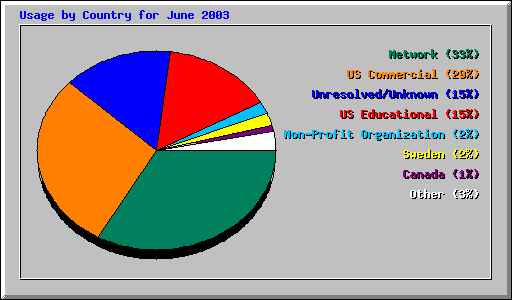 Usage by Country for June 2003
Network (33%)
US Commercial (29%)
Unresolved/Unknown (15%)
US Educational (15%)
Non-Profit Organization (2%)
Sweden (2%)
Canada (1%)
Other (3%)